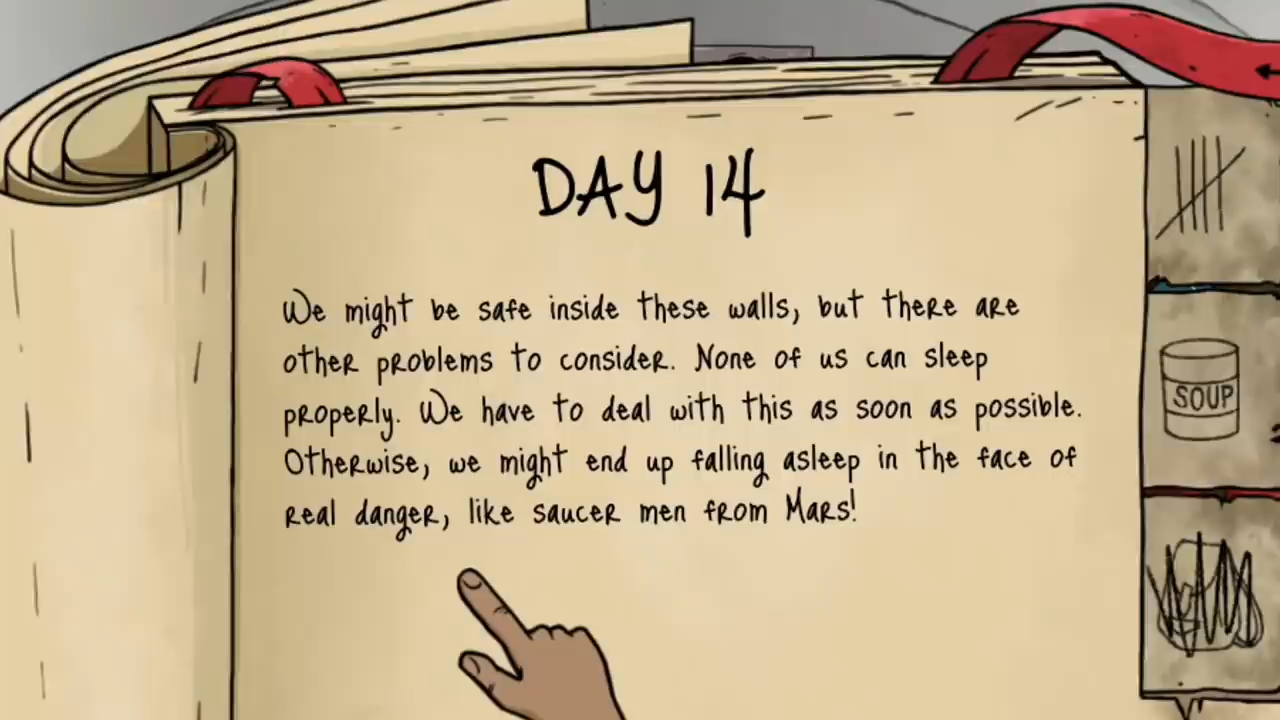 DAY 14
We might be safe inside these walls, but there are
other problems to consider. None of us can sleep
properly. We have to deal with this as soon as possible.
Otherwise, we might end up falling asleep in the face of
real danger, like saucer men from Mars!
SOUP